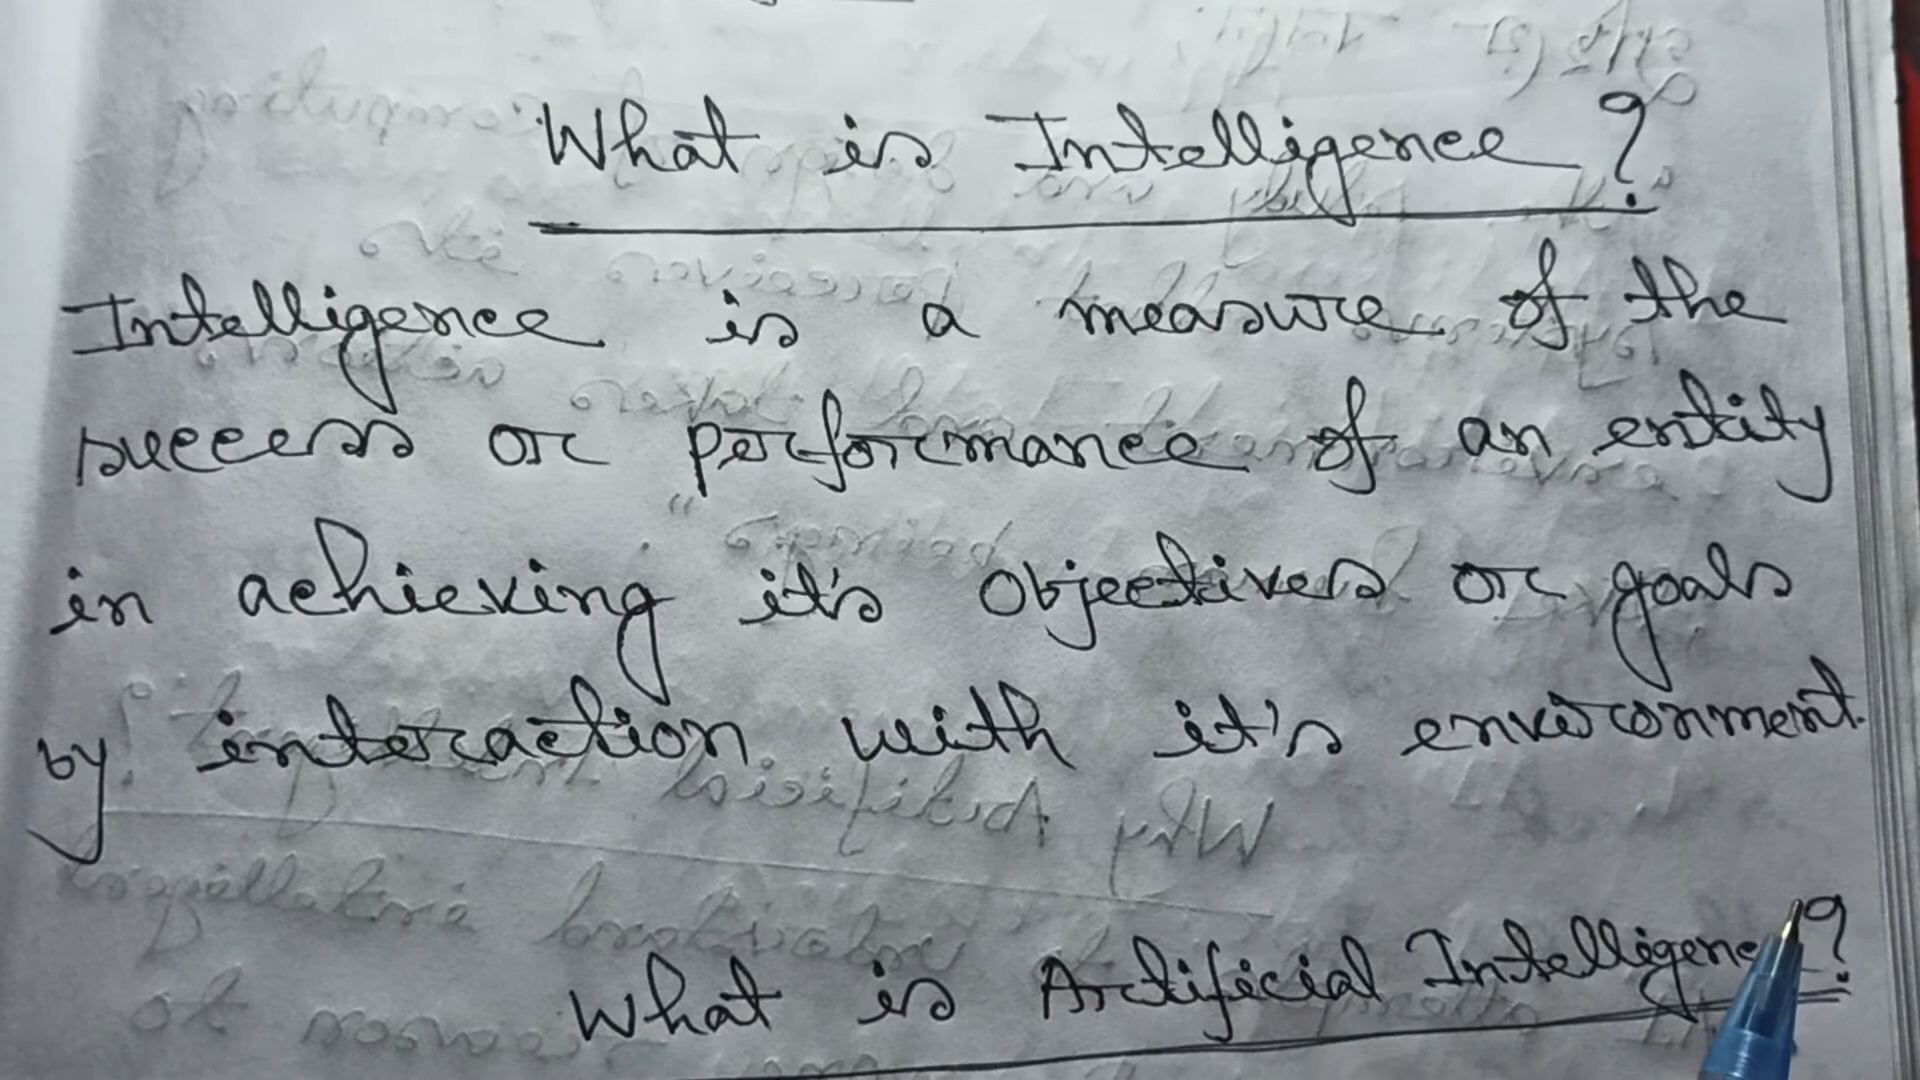 What is Intelligence ?
Intelligence is a measure of the
success or performance of an entity
in achieving it's objectives or goals
by interaction with it's environment.
What is Artificial Intelligence ?